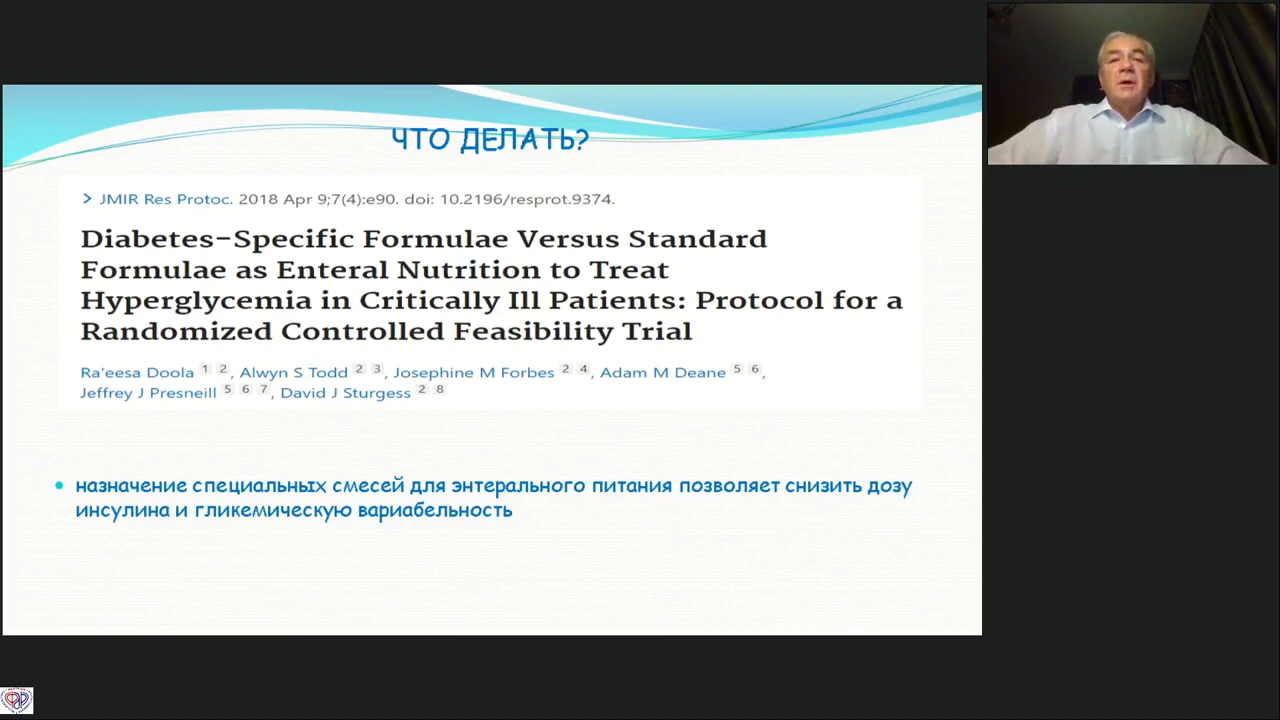 ЧТО ДЕЛАТЬ?
> JMIR Res Protoc. 2018 Apr 9;7(4):e90. doi: 10.2196/resprot.9374.
Diabetes-Specific Formulae Versus Standard
Formulae as Enteral Nutrition to Treat
Hyperglycemia in Critically Ill Patients: Protocol for a
Randomized Controlled Feasibility Trial
Ra'eesa Doola 1 2, Alwyn S Todd 2 3, Josephine M Forbes 2 4, Adam M Deane 5 6,
Jeffrey J Presneill 5 6 7, David J Sturgess 2 8
• назначение специальных смесей для энтерального питания позволяет снизить дозу
инсулина и гликемическую вариабельность